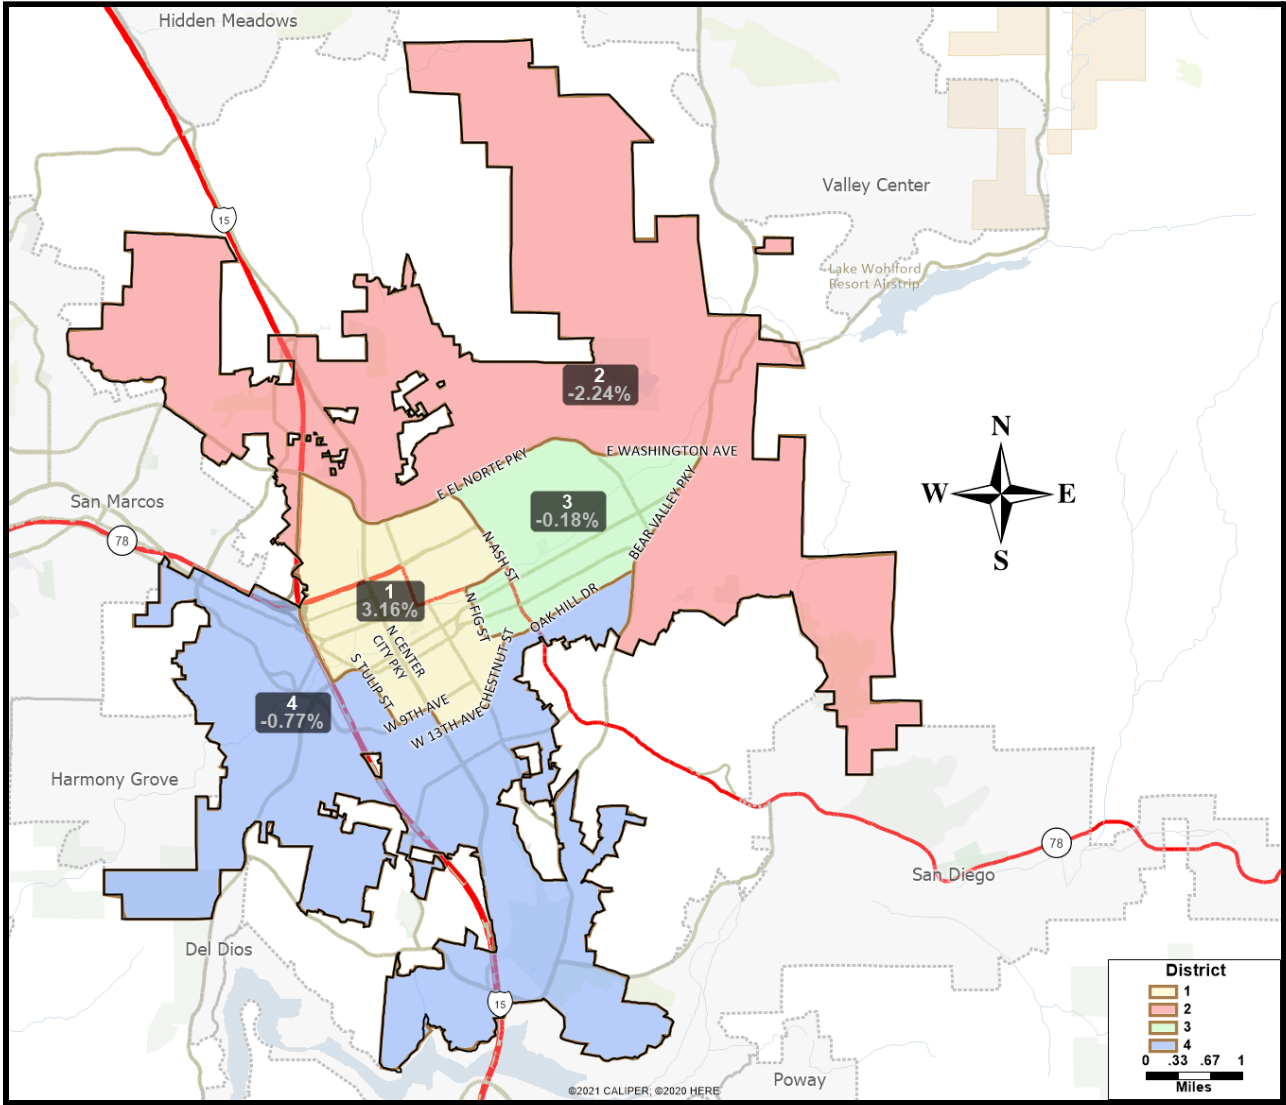 Hidden Meadows
15
Valley Center
Lake Wohlford
Resort Airstrip
2
-2.24%
N
W E
S
E WASHINGTON AVE
E EL NORTE PKY
3
-0.18%
BEAR VALLEY PKY
San Marcos
78
N ASH ST
1
3.16%
N FIG ST
OAK HILL DR
N CENTER
CITY PKY
S TULIP ST
CHESTNUT ST
W 9TH AVE
W 13TH AVE
4
-0.77%
Harmony Grove
78
San Diego
Del Dios
15
Poway
District
1
2
3
4
0 .33 .67 1
Miles
©2021 CALIPER; ©2020 HERE